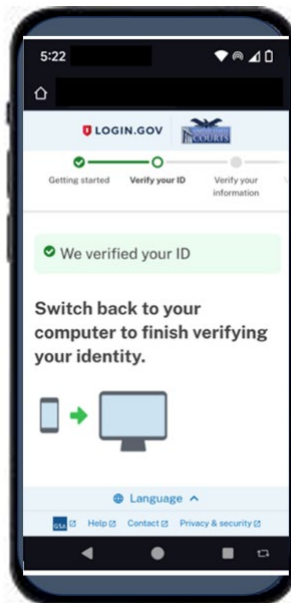 5:22
LOGIN.GOV
COURTS
Getting started
Verify your ID
Verify your
information
We verified your ID
Switch back to your
computer to finish verifying
your identity.
Language
GSA Help Contact Privacy & security